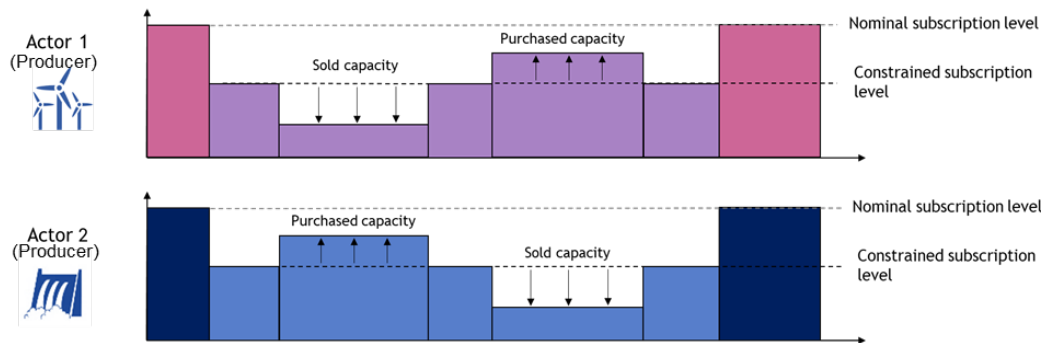 Nominal subscription level
Actor 1
(Producer)
Purchased capacity
Sold capacity
Constrained subscription
level
Nominal subscription level
Actor 2
(Producer)
Purchased capacity
Sold capacity
Constrained subscription
level